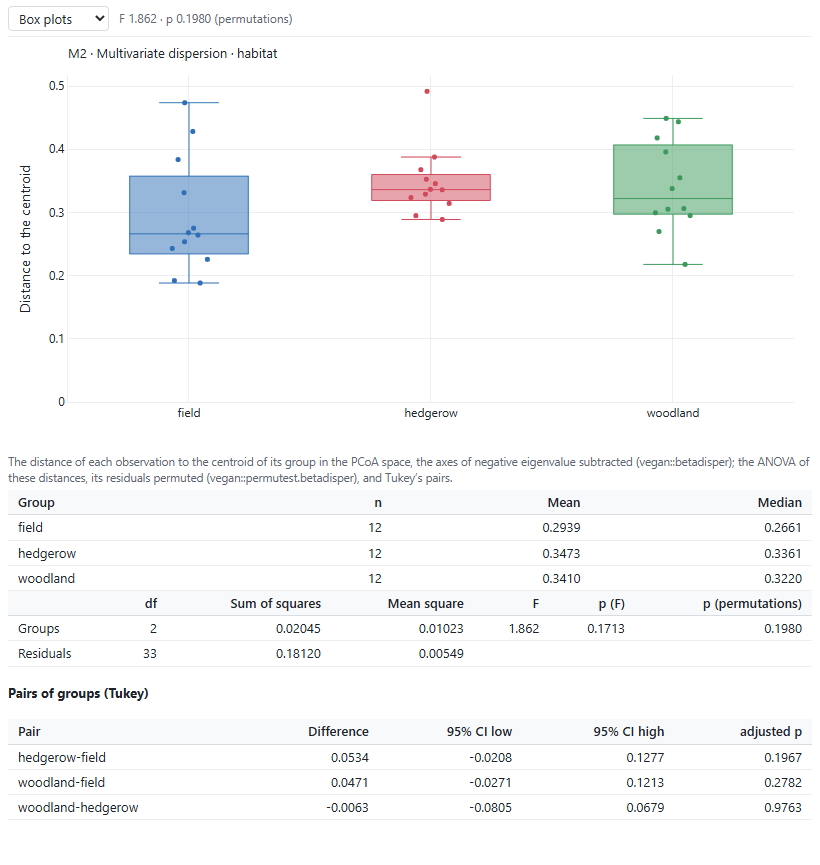 Box plots F 1.862 · p 0.1980 (permutations)
M2 · Multivariate dispersion · habitat
Distance to the centroid
0.5
0.4
0.3
0.2
0.1
0
field hedgerow woodland
The distance of each observation to the centroid of its group in the PCoA space, the axes of negative eigenvalue subtracted (vegan::betadisper); the ANOVA of
these distances, its residuals permuted (vegan::permutest.betadisper), and Tukey's pairs.
Group n Mean Median
field 12 0.2939 0.2661
hedgerow 12 0.3473 0.3361
woodland 12 0.3410 0.3220
df Sum of squares Mean square F p (F) p (permutations)
Groups 2 0.02045 0.01023 1.862 0.1713 0.1980
Residuals 33 0.18120 0.00549
Pairs of groups (Tukey)
Pair Difference 95% CI low 95% CI high adjusted p
hedgerow-field 0.0534 -0.0208 0.1277 0.1967
woodland-field 0.0471 -0.0271 0.1213 0.2782
woodland-hedgerow -0.0063 -0.0805 0.0679 0.9763